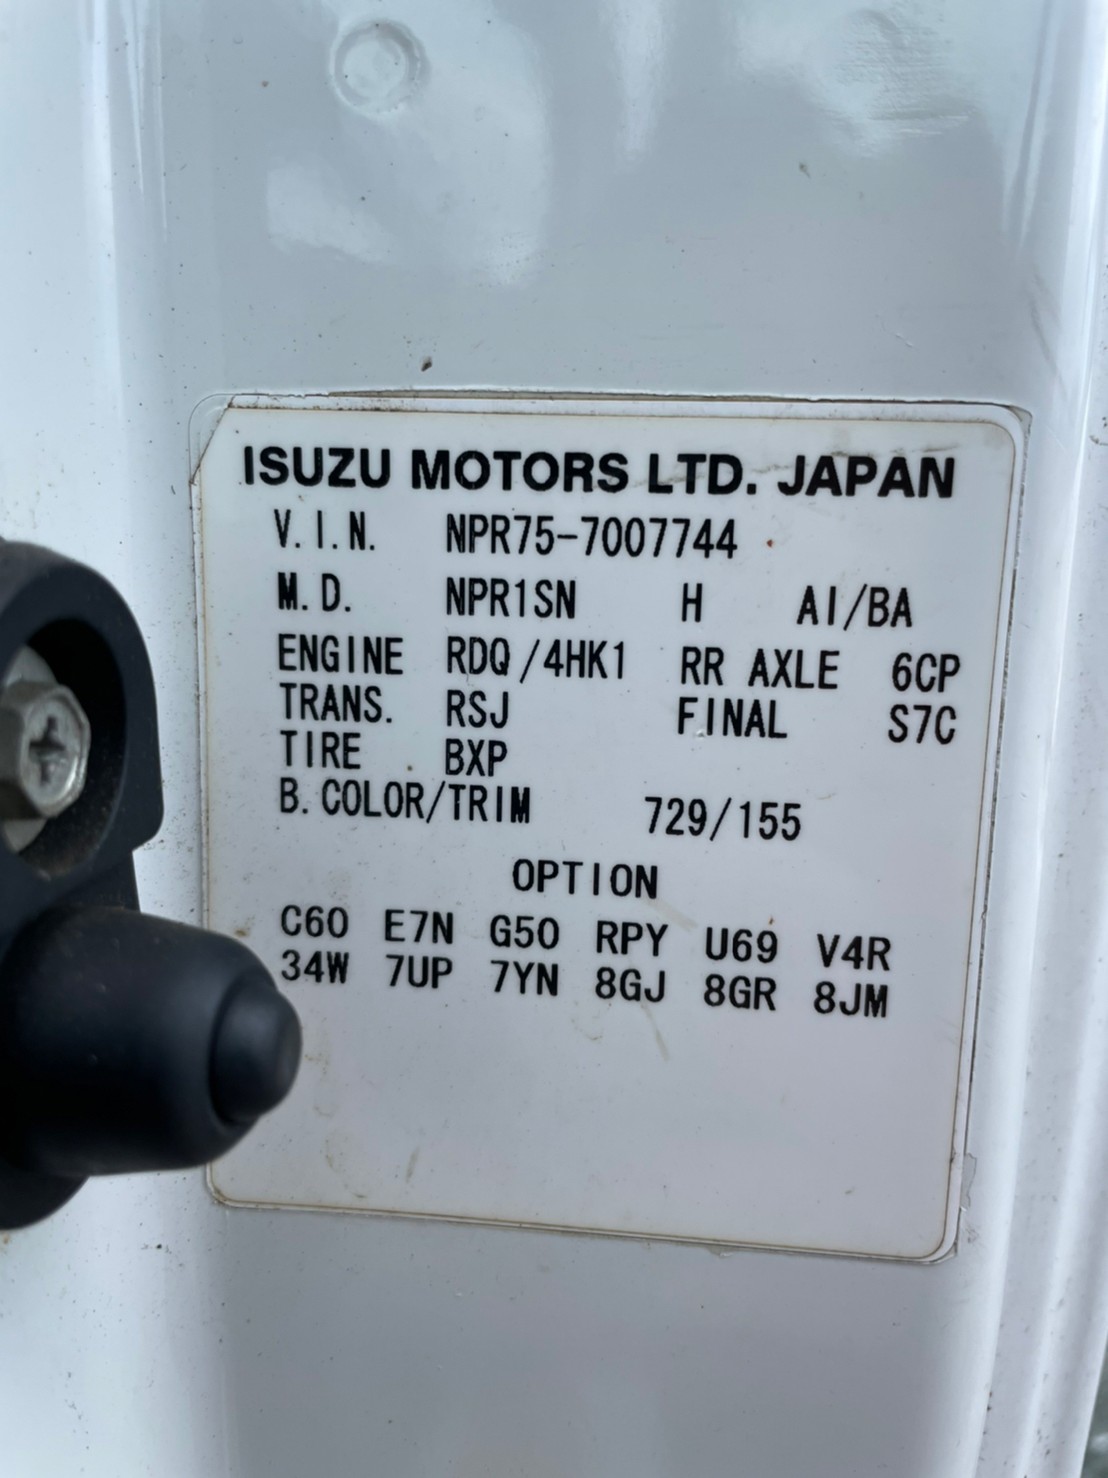 ISUZU MOTORS LTD. JAPAN
V.I.N. NPR75-7007744
M.D. NPR1SN H AI/BA
ENGINE RDQ/4HK1 RR AXLE 6CP
TRANS. RSJ FINAL S7C
TIRE BXP
B.COLOR/TRIM 729/155
OPTION
C60 E7N G50 RPY U69 V4R
34W 7UP 7YN 8GJ 8GR 8JM